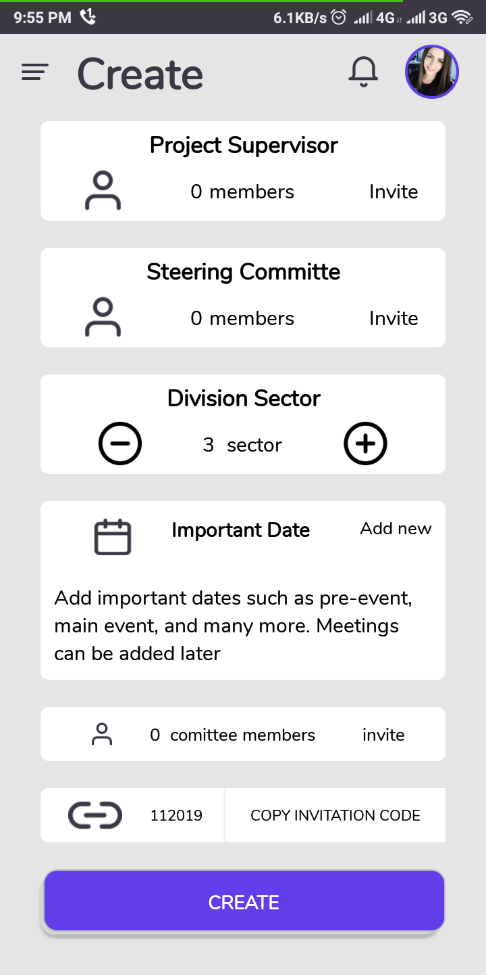 9:55 PM 6.1KB/s 4G 3G
Create
Project Supervisor
0 members Invite
Steering Committe
0 members Invite
Division Sector
3 sector
Important Date Add new
Add important dates such as pre-event,
main event, and many more. Meetings
can be added later
0 comittee members invite
112019 COPY INVITATION CODE
CREATE